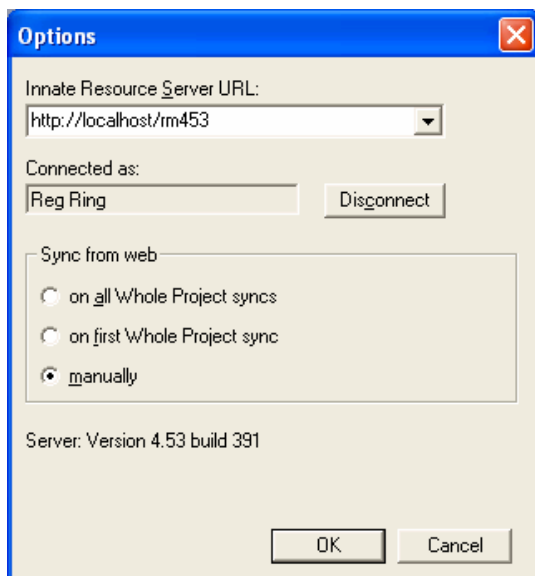 Options
Innate Resource Server URL:
http://localhost/rm453
Connected as:
Reg Ring
Disconnect
Sync from web
on all Whole Project syncs
on first Whole Project sync
manually
Server: Version 4.53 build 391
OK Cancel